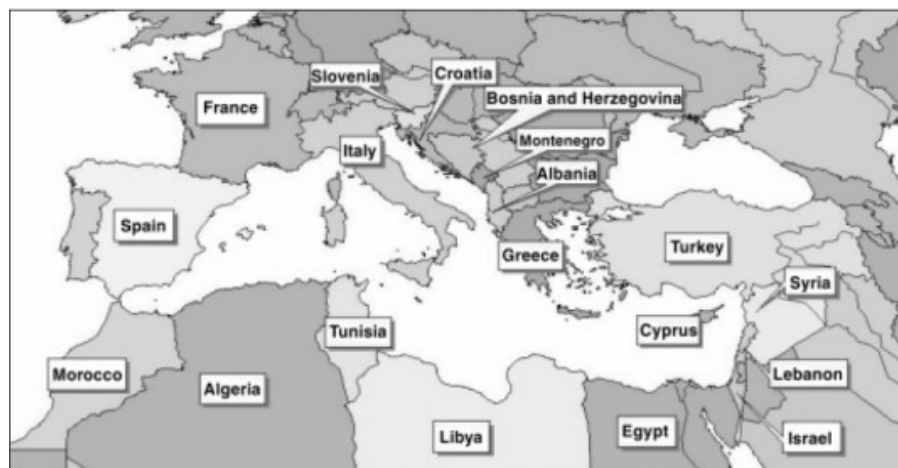 Slovenia
Croatia
France
Bosnia and Herzegovina
Italy
Montenegro
Albania
Spain
Greece
Turkey
Syria
Tunisia
Cyprus
Morocco
Algeria
Lebanon
Libya
Egypt
Israel